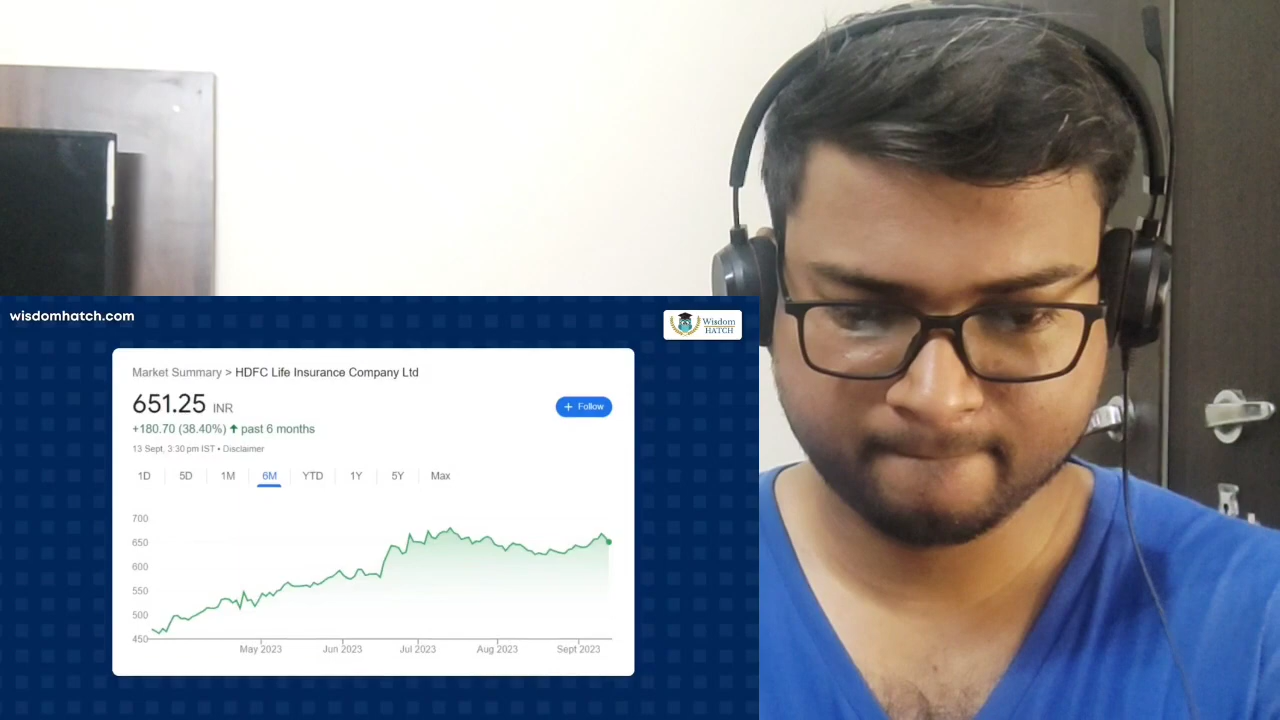 wisdomhatch.com
Wisdom
HATCH
Market Summary > HDFC Life Insurance Company Ltd
651.25 INR
+ Follow
+180.70 (38.40%) ↑ past 6 months
13 Sept, 3:30 pm IST • Disclaimer
1D 5D 1M 6M YTD 1Y 5Y Max
700
650
600
550
500
450
May 2023 Jun 2023 Jul 2023 Aug 2023 Sept 2023